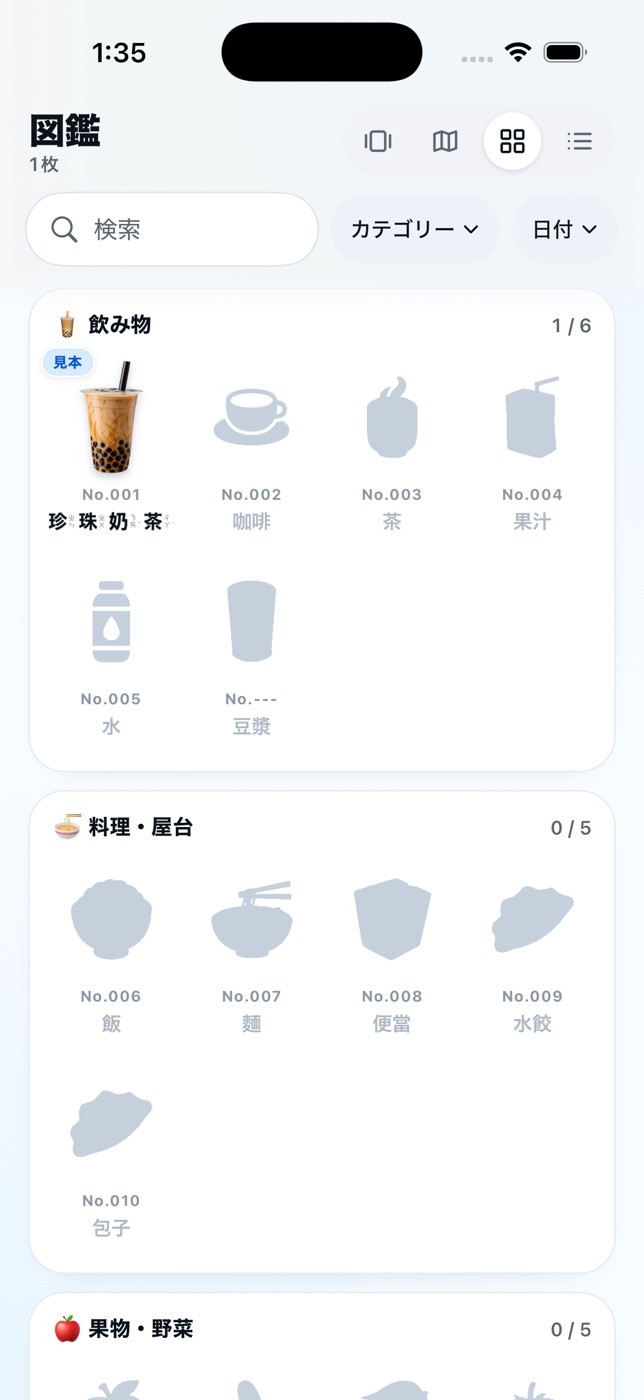 1:35
図鑑
1枚
検索
カテゴリー
日付
飲み物
1 / 6
見本
No.001
No.002
No.003
No.004
珍珠奶茶
咖啡
茶
果汁
No.005
No.---
水
豆漿
料理・屋台
0 / 5
No.006
No.007
No.008
No.009
飯
麵
便當
水餃
No.010
包子
果物・野菜
0 / 5